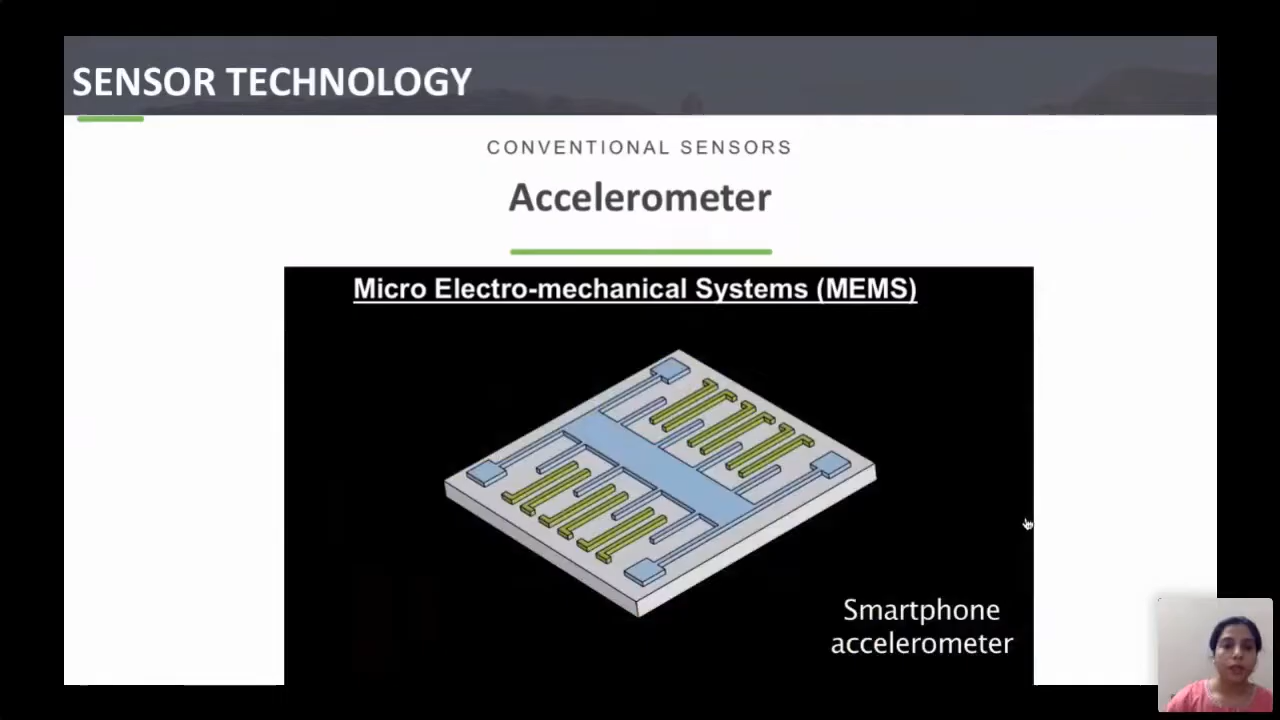 SENSOR TECHNOLOGY
CONVENTIONAL SENSORS
Accelerometer
Micro Electro-mechanical Systems (MEMS)
Smartphone
accelerometer